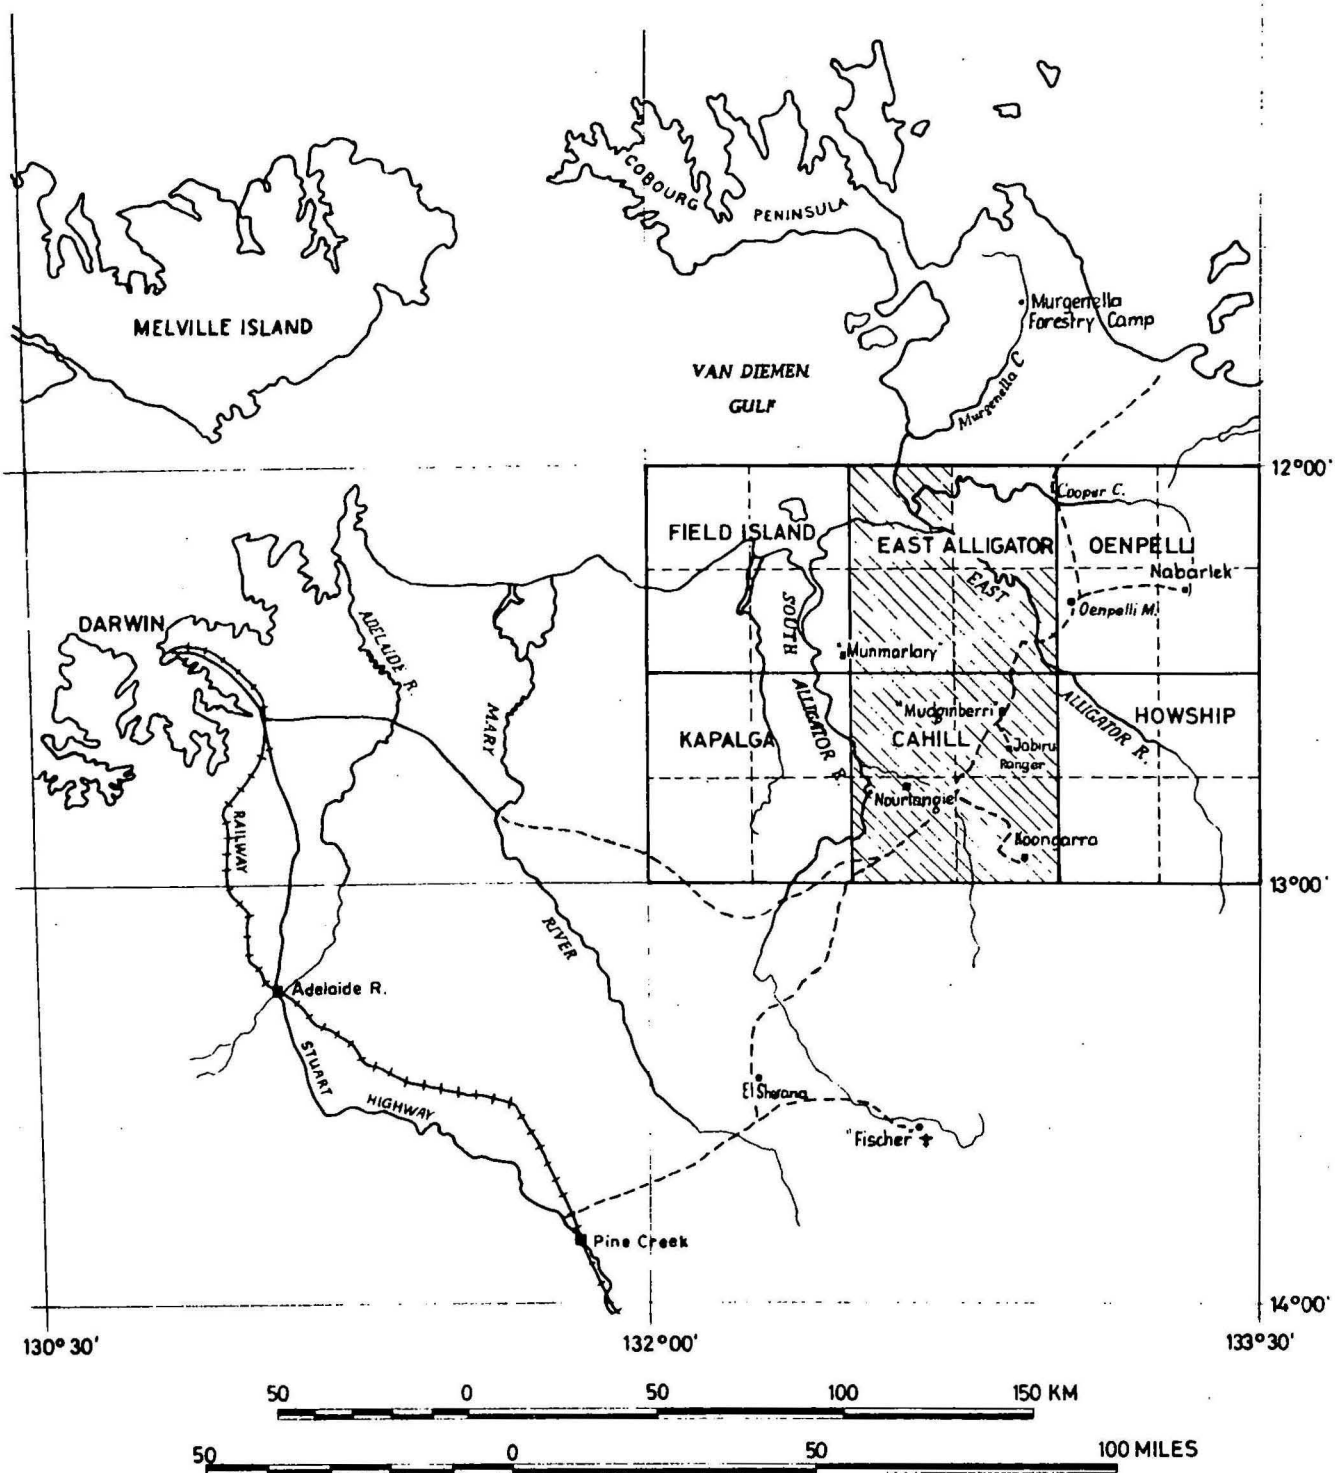 COBOURG
PENINSULA
MELVILLE ISLAND
Murgenella
Forestry Camp
VAN DIEMEN
GULF
Murgenella C
12°00'
Cooper C.
FIELD ISLAND
EAST ALLIGATOR
OENPELLI
Nabarlek
EAST
Oenpelli M.
DARWIN
ADELAIDE R.
SOUTH
"Munmarlary"
ALLIGATOR R
ALLIGATOR R.
MARY
"Mudginberri"
HOWSHIP
KAPALGA
CAHILL
Jabiru
Ranger
Nourlangie
Koongarra
RAILWAY
13°00'
RIVER
Adelaide R.
STUART
HIGHWAY
El Sherana
"Fischer"
Pine Creek
14°00'
130°30'
132°00'
133°30'
50 0 50 100 150 KM
50 0 50 100 MILES